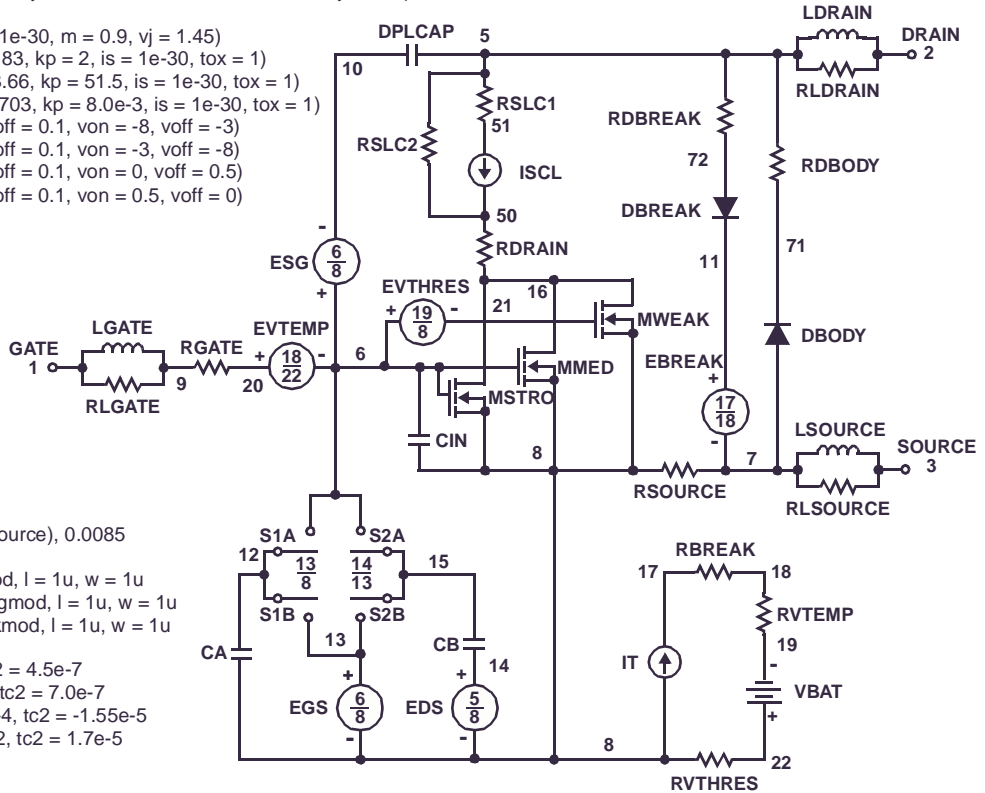 1e-30, m = 0.9, vj = 1.45)
83, kp = 2, is = 1e-30, tox = 1)
.66, kp = 51.5, is = 1e-30, tox = 1)
703, kp = 8.0e-3, is = 1e-30, tox = 1)
off = 0.1, von = -8, voff = -3)
off = 0.1, von = -3, voff = -8)
off = 0.1, von = 0, voff = 0.5)
off = 0.1, von = 0.5, voff = 0)
LDRAIN
DPLCAP 5 DRAIN
2
10
RLDRAIN
RSLC1
51
RDBREAK
RSLC2
ISCL
72
RDBODY
DBREAK
50
RDRAIN
71
11
-
ESG 6
8
+
EVTHRES
+ 19 -
8
16
21
MWEAK
LGATE
EVTEMP
GATE
1
RGATE + 18 -
22
6
EBREAK
DBODY
MMED
9 20
RLGATE
MSTRO
+
17
18
-
CIN
LSOURCE
8 7
SOURCE
3
RSOURCE
RLSOURCE
ource), 0.0085
S1A S2A
12 13
8
14
13
15
RBREAK
17 18
od, l = 1u, w = 1u
gmod, l = 1u, w = 1u
kmod, l = 1u, w = 1u
S1B S2B
RVTEMP
13
CB
19
CA
IT
-
2 = 4.5e-7
tc2 = 7.0e-7
-4, tc2 = -1.55e-5
2, tc2 = 1.7e-5
+ + 14
VBAT
EGS 6
8
EDS 5
8
+
- -
8
22
RVTHRES